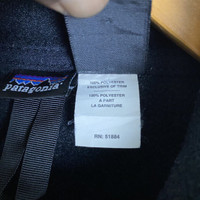 patagonia®
100% POLYESTER
EXCLUSIVE OF TRIM
100% POLYESTER
A PART
LA GARNITURE
RN: 51884